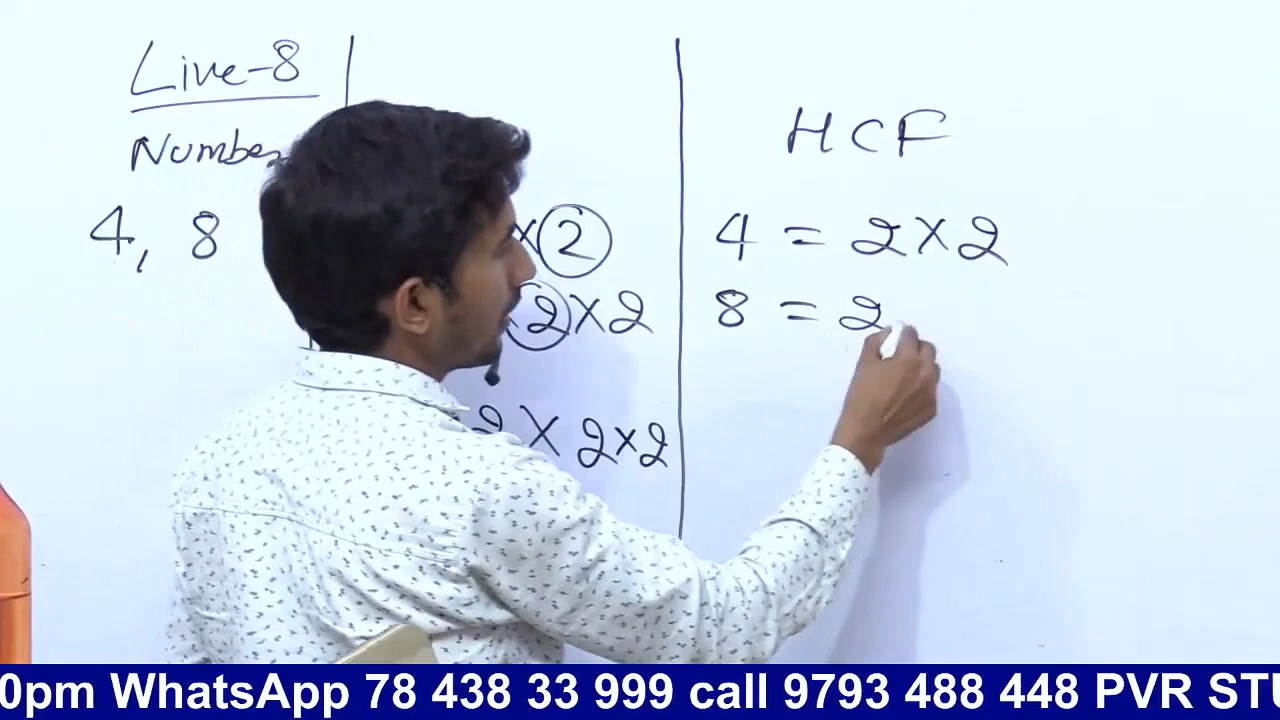 Live-8
Number
4, 8
× 2
2 × 2
2 × 2 × 2
HCF
4 = 2 × 2
8 = 2
0pm WhatsApp 78 438 33 999 call 9793 488 448 PVR STU